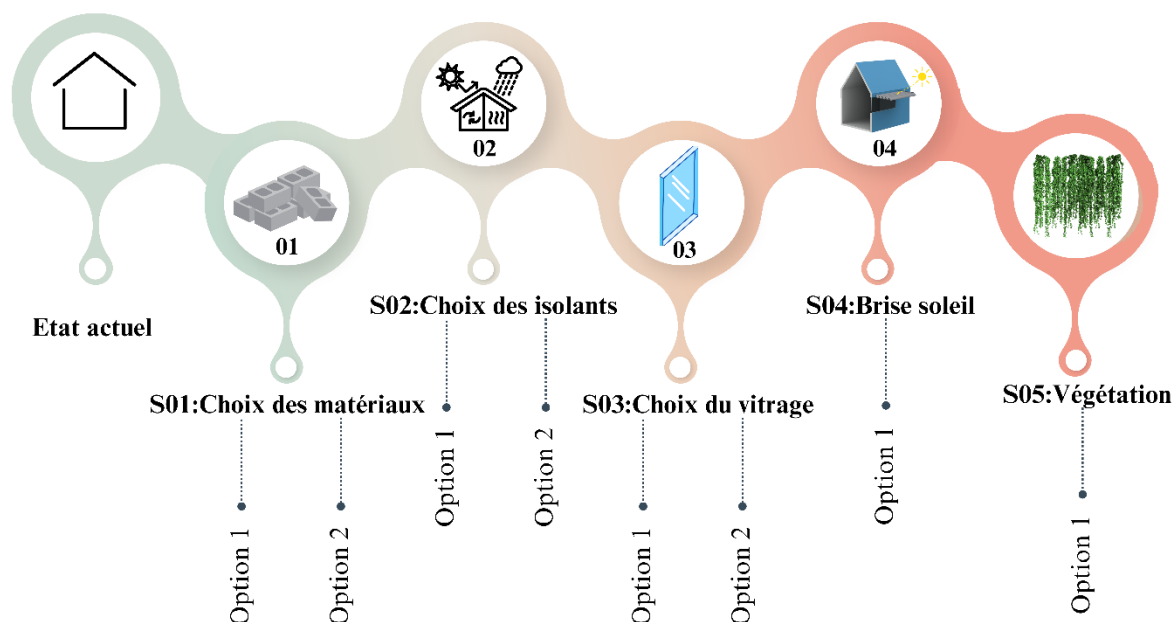 Etat actuel
01
S01:Choix des matériaux
Option 1
Option 2
02
S02:Choix des isolants
Option 1
Option 2
03
S03:Choix du vitrage
Option 1
Option 2
04
S04:Brise soleil
Option 1
S05:Végétation
Option 1